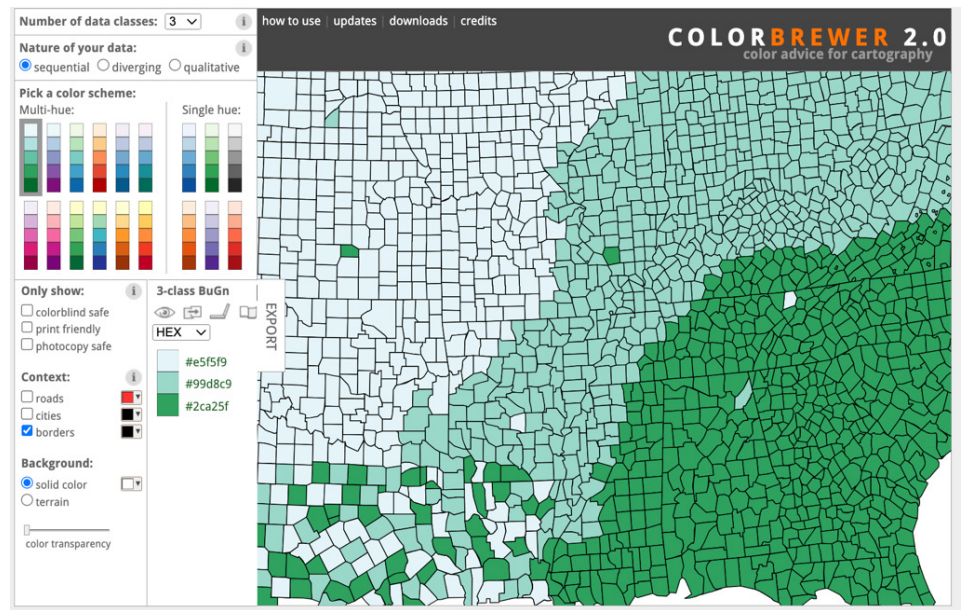 Number of data classes: 3 i
how to use | updates | downloads | credits
COLORBREWER 2.0
color advice for cartography
Nature of your data: i
sequential diverging qualitative
Pick a color scheme:
Multi-hue: Single hue:
Only show: i
colorblind safe
print friendly
photocopy safe
Context: i
roads
cities
borders
Background:
solid color
terrain
color transparency
3-class BuGn
HEX
#e5f5f9
#99d8c9
#2ca25f
EXPORT